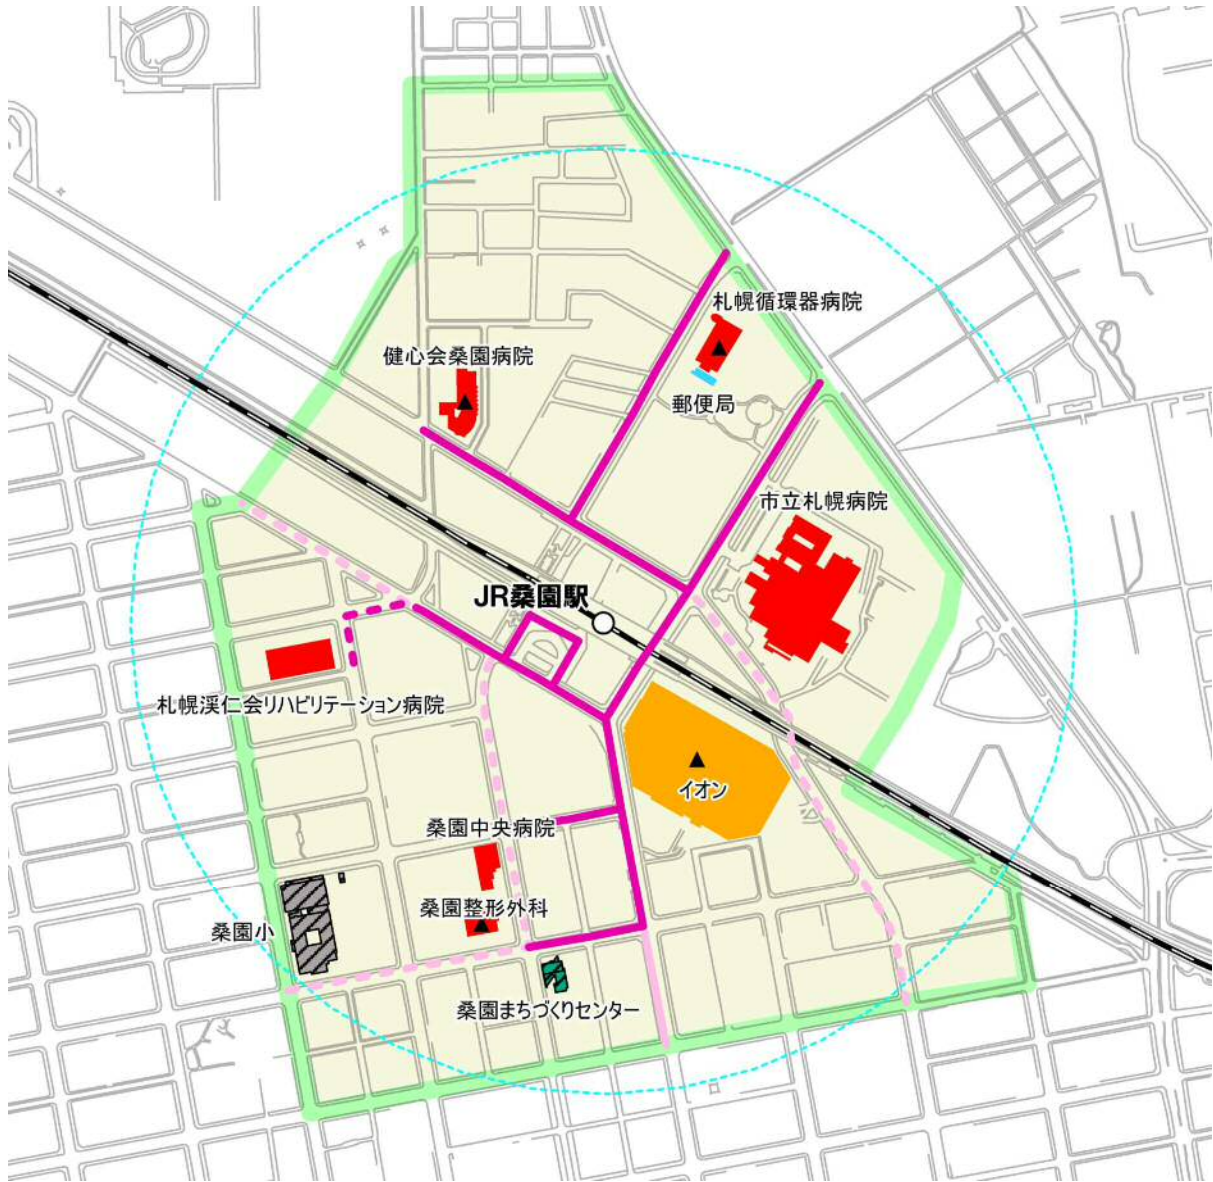 札幌循環器病院
健心会桑園病院
郵便局
市立札幌病院
JR桑園駅
札幌渓仁会リハビリテーション病院
イオン
桑園中央病院
桑園整形外科
桑園小
桑園まちづくりセンター